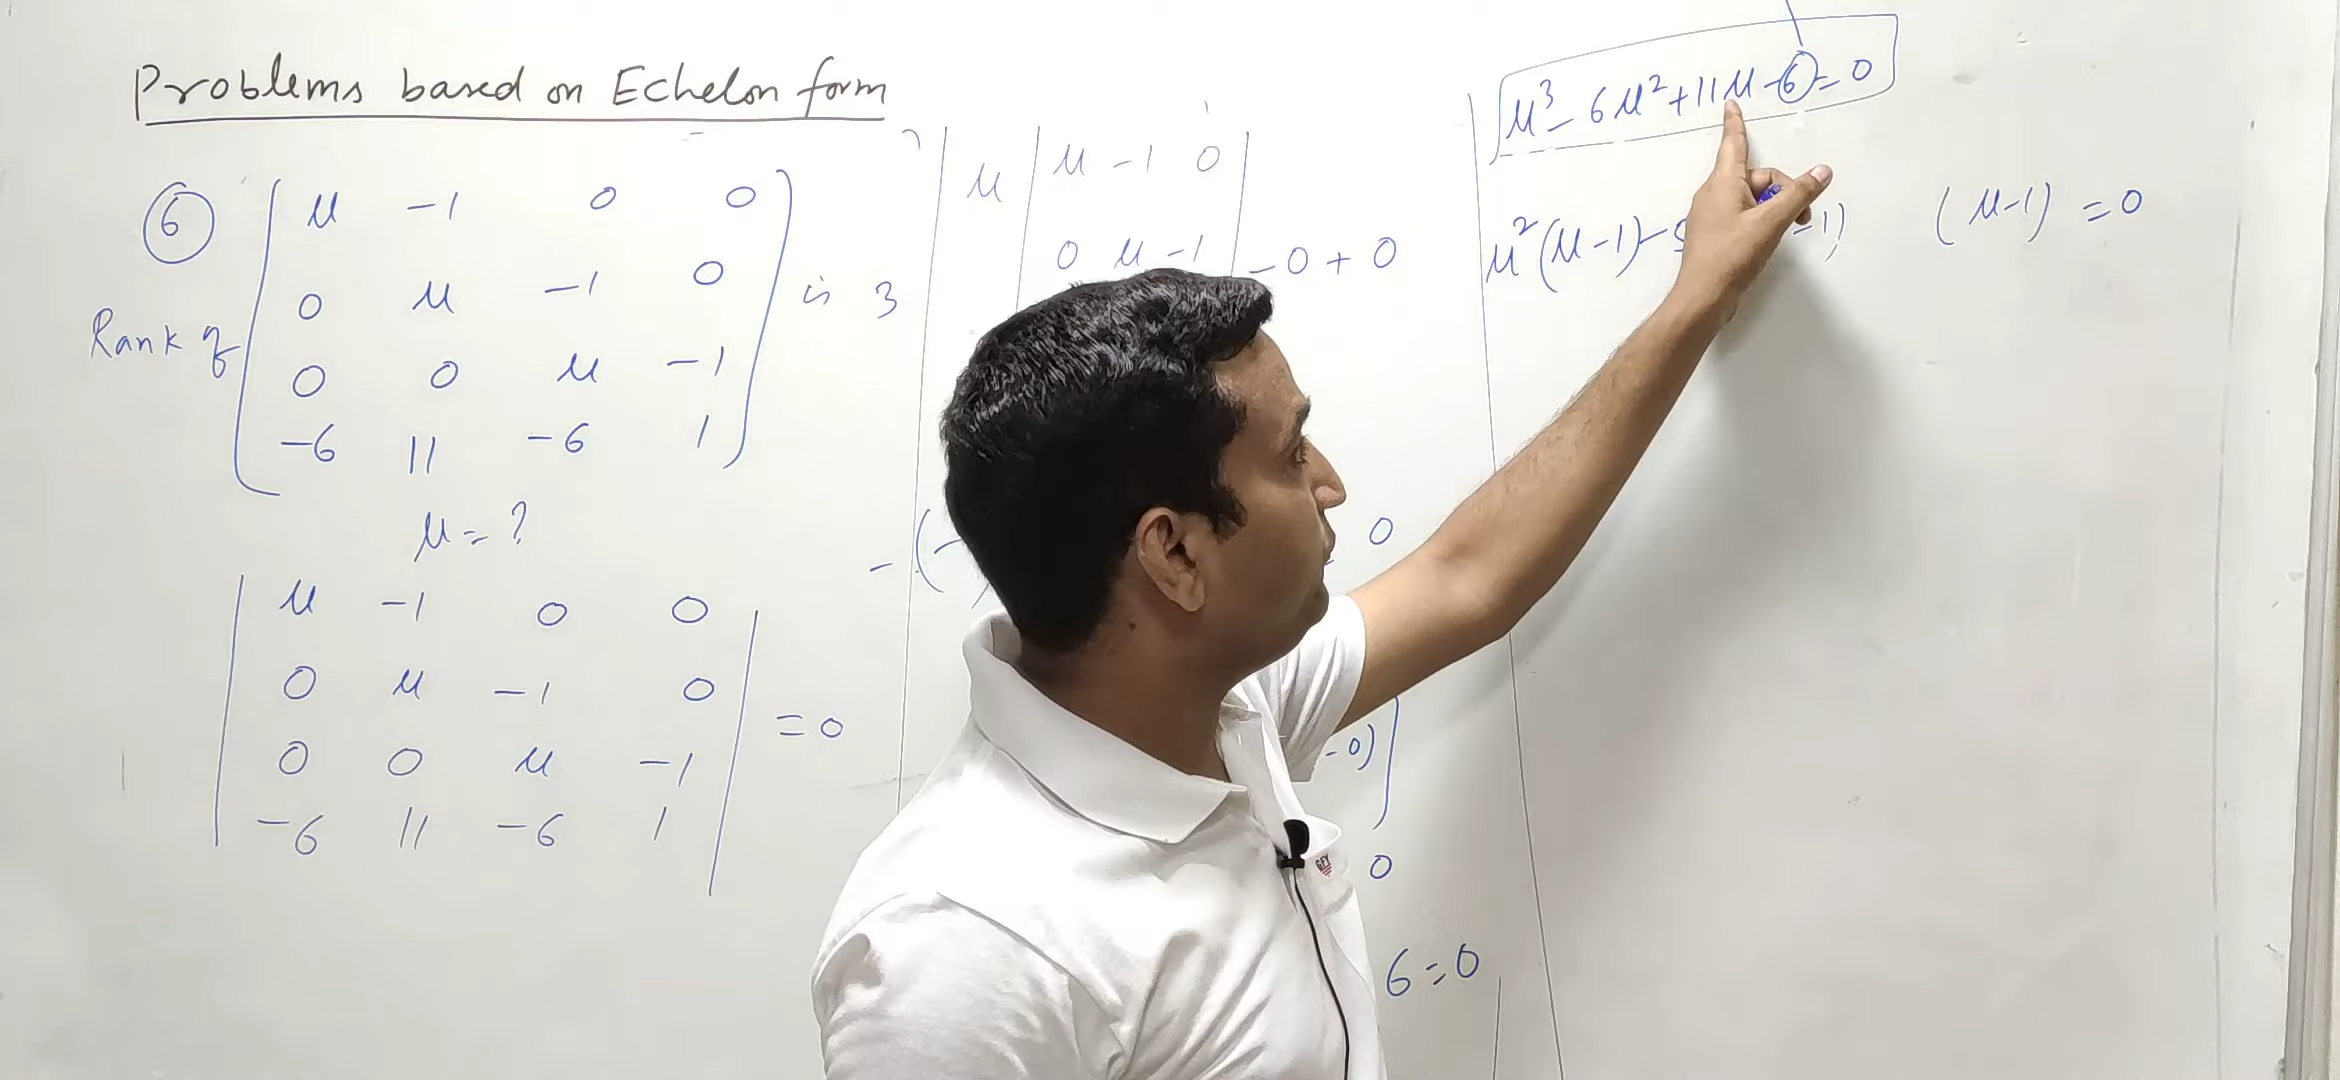 Problems based on Echelon form
6
μ -1 0 0
0 μ -1 0
0 0 μ -1
-6 11 -6 1
Rank of
is 3
μ = ?
μ -1 0 0
0 μ -1 0
0 0 μ -1
-6 11 -6 1
= 0
μ
μ -1 0
0 μ -1
- 0 + 0
- (-
0
- 0)
0
6 = 0
μ³ - 6μ² + 11μ - 6 = 0
μ²(μ-1) - 5
-1)
(μ-1) = 0
GFY